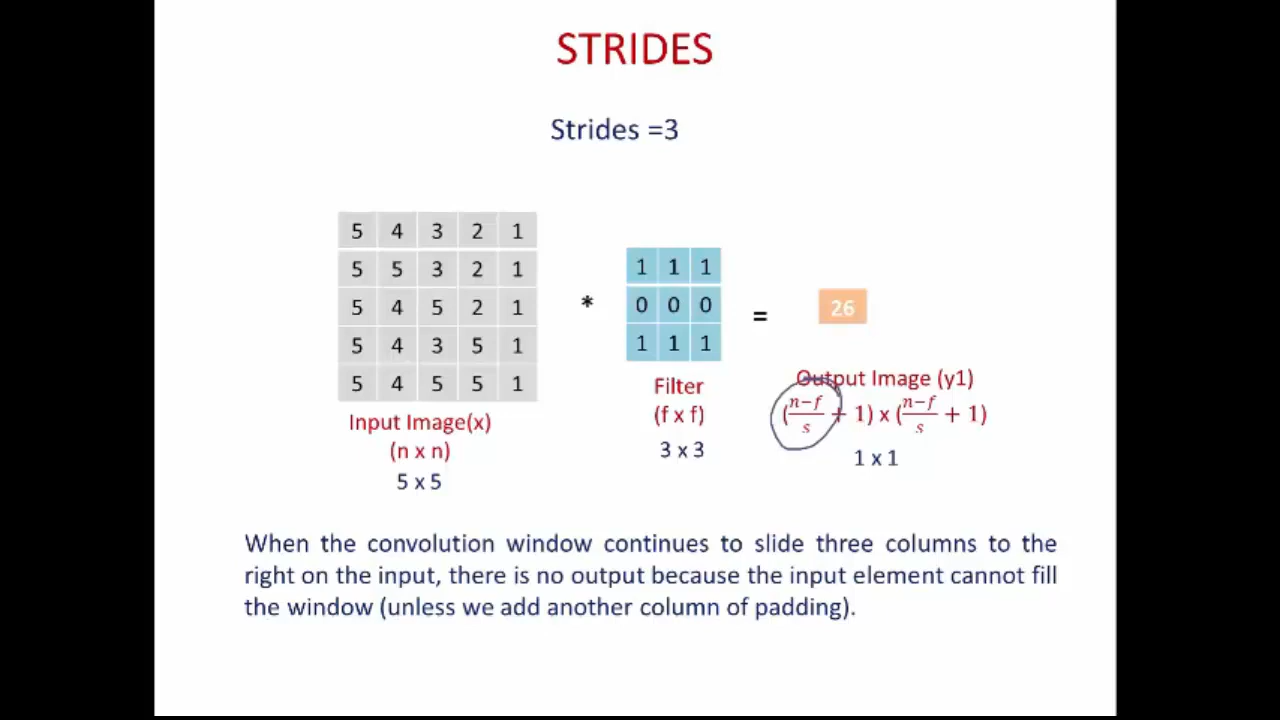 STRIDES
Strides =3
5 4 3 2 1
5 5 3 2 1
5 4 5 2 1
5 4 3 5 1
5 4 5 5 1
*
1 1 1
0 0 0
1 1 1
=
26
Input Image(x)
(n x n)
5 x 5
Filter
(f x f)
3 x 3
Output Image (y1)
(n−f/s + 1) x (n−f/s + 1)
1 x 1
When the convolution window continues to slide three columns to the
right on the input, there is no output because the input element cannot fill
the window (unless we add another column of padding).